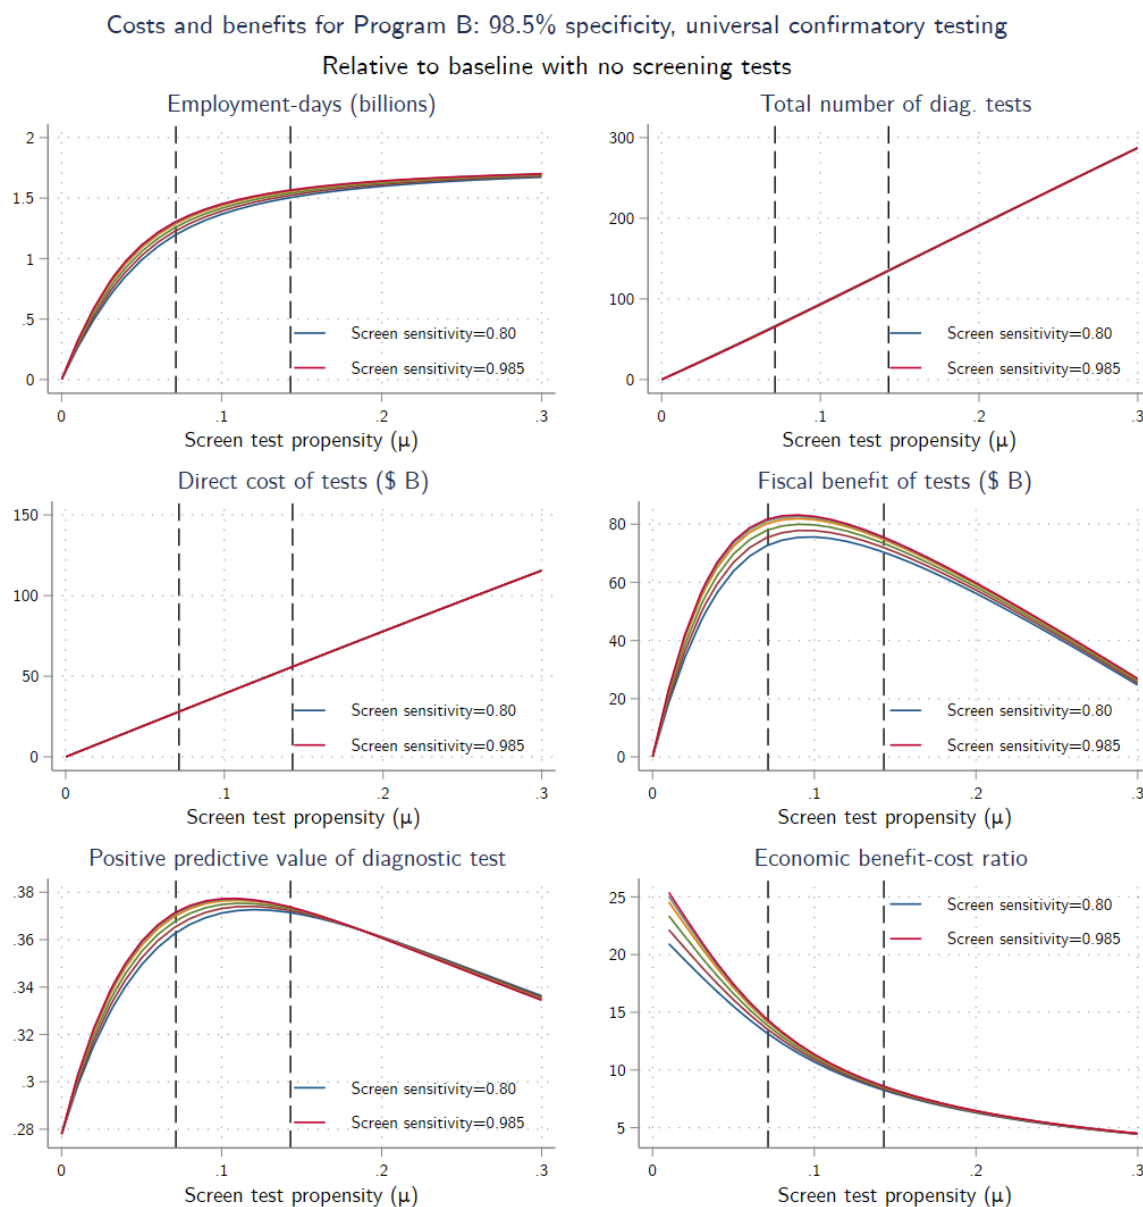 Costs and benefits for Program B: 98.5% specificity, universal confirmatory testing
Relative to baseline with no screening tests
Employment-days (billions)
2
1.5
1
.5
0
0 .1 .2 .3
Screen sensitivity=0.80
Screen sensitivity=0.985
Screen test propensity (μ)
Total number of diag. tests
300
200
100
0
0 .1 .2 .3
Screen sensitivity=0.80
Screen sensitivity=0.985
Screen test propensity (μ)
Direct cost of tests ($ B)
150
100
50
0
0 .1 .2 .3
Screen sensitivity=0.80
Screen sensitivity=0.985
Screen test propensity (μ)
Fiscal benefit of tests ($ B)
80
60
40
20
0
0 .1 .2 .3
Screen sensitivity=0.80
Screen sensitivity=0.985
Screen test propensity (μ)
Positive predictive value of diagnostic test
.38
.36
.34
.32
.3
.28
0 .1 .2 .3
Screen sensitivity=0.80
Screen sensitivity=0.985
Screen test propensity (μ)
Economic benefit-cost ratio
25
20
15
10
5
0 .1 .2 .3
Screen sensitivity=0.80
Screen sensitivity=0.985
Screen test propensity (μ)